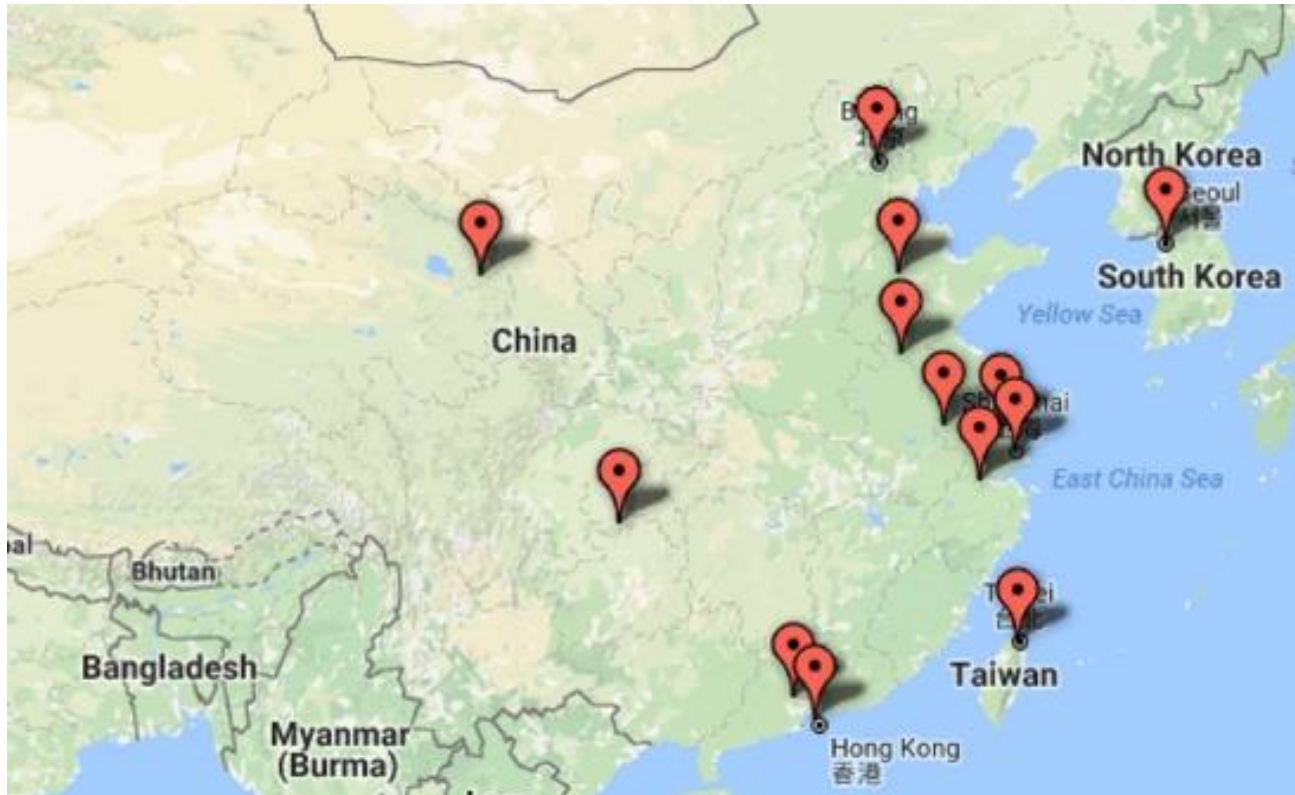 North Korea
South Korea
Yellow Sea
China
East China Sea
Bhutan
Bangladesh
Taiwan
Myanmar
(Burma)
Hong Kong
香港